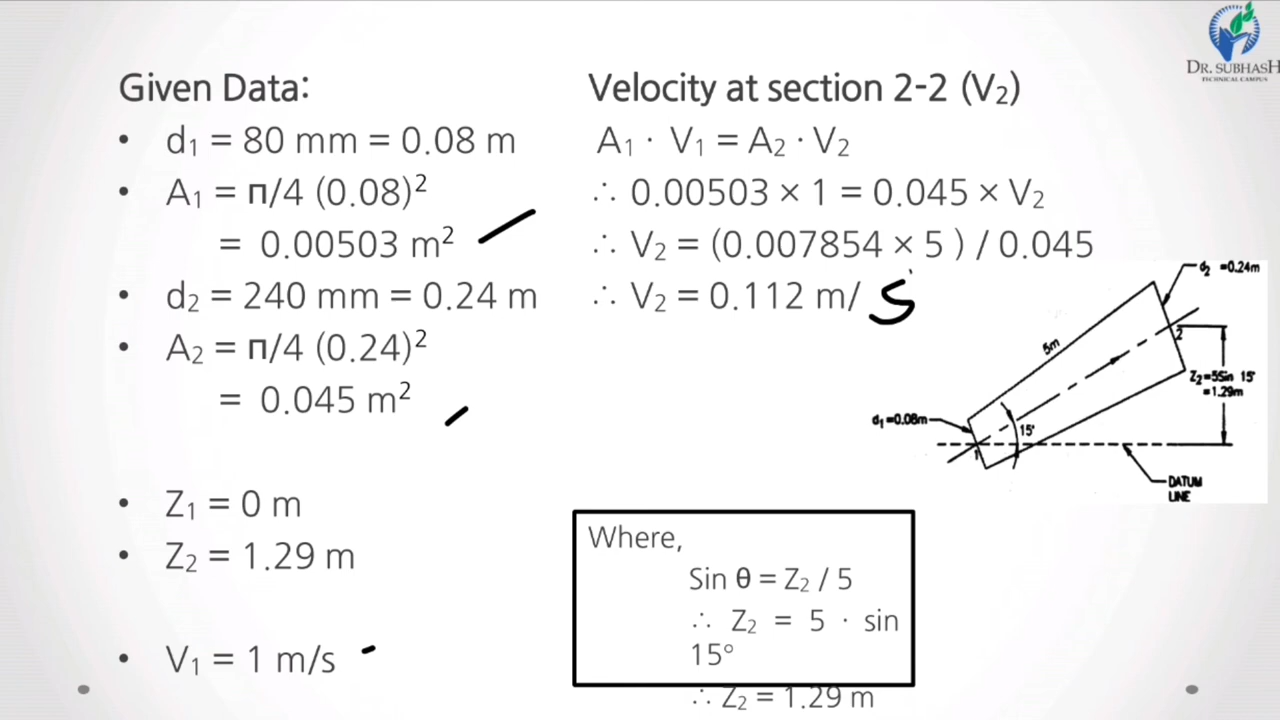 DR. SUBHASH
TECHNICAL CAMPUS
Given Data:
• d₁ = 80 mm = 0.08 m
• A₁ = п/4 (0.08)²
= 0.00503 m²
• d₂ = 240 mm = 0.24 m
• A₂ = п/4 (0.24)²
= 0.045 m²
• Z₁ = 0 m
• Z₂ = 1.29 m
• V₁ = 1 m/s
Velocity at section 2-2 (V₂)
A₁ · V₁ = A₂ · V₂
∴ 0.00503 × 1 = 0.045 × V₂
∴ V₂ = (0.007854 × 5 ) / 0.045
∴ V₂ = 0.112 m/ s
d₂ =0.24m
5m
2
Z₂=5Sin 15°
=1.29m
d₁=0.08m
15°
1
DATUM
LINE
Where,
Sin θ = Z₂ / 5
∴ Z₂ = 5 · sin
15°
∴ Z₂ = 1.29 m